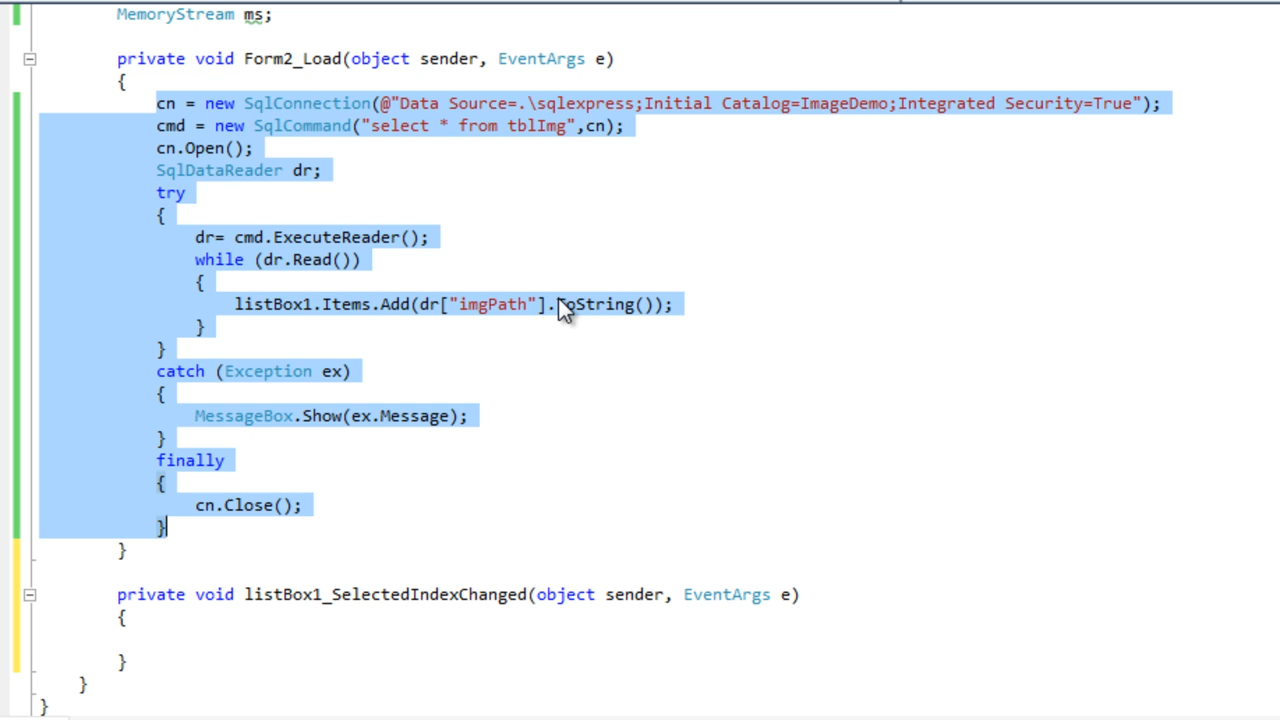 MemoryStream ms;
private void Form2_Load(object sender, EventArgs e)
{
cn = new SqlConnection(@"Data Source=.\sqlexpress;Initial Catalog=ImageDemo;Integrated Security=True");
cmd = new SqlCommand("select * from tblImg",cn);
cn.Open();
SqlDataReader dr;
try
{
dr= cmd.ExecuteReader();
while (dr.Read())
{
listBox1.Items.Add(dr["imgPath"].ToString());
}
}
catch (Exception ex)
{
MessageBox.Show(ex.Message);
}
finally
{
cn.Close();
}
}
private void listBox1_SelectedIndexChanged(object sender, EventArgs e)
{
}
}
}